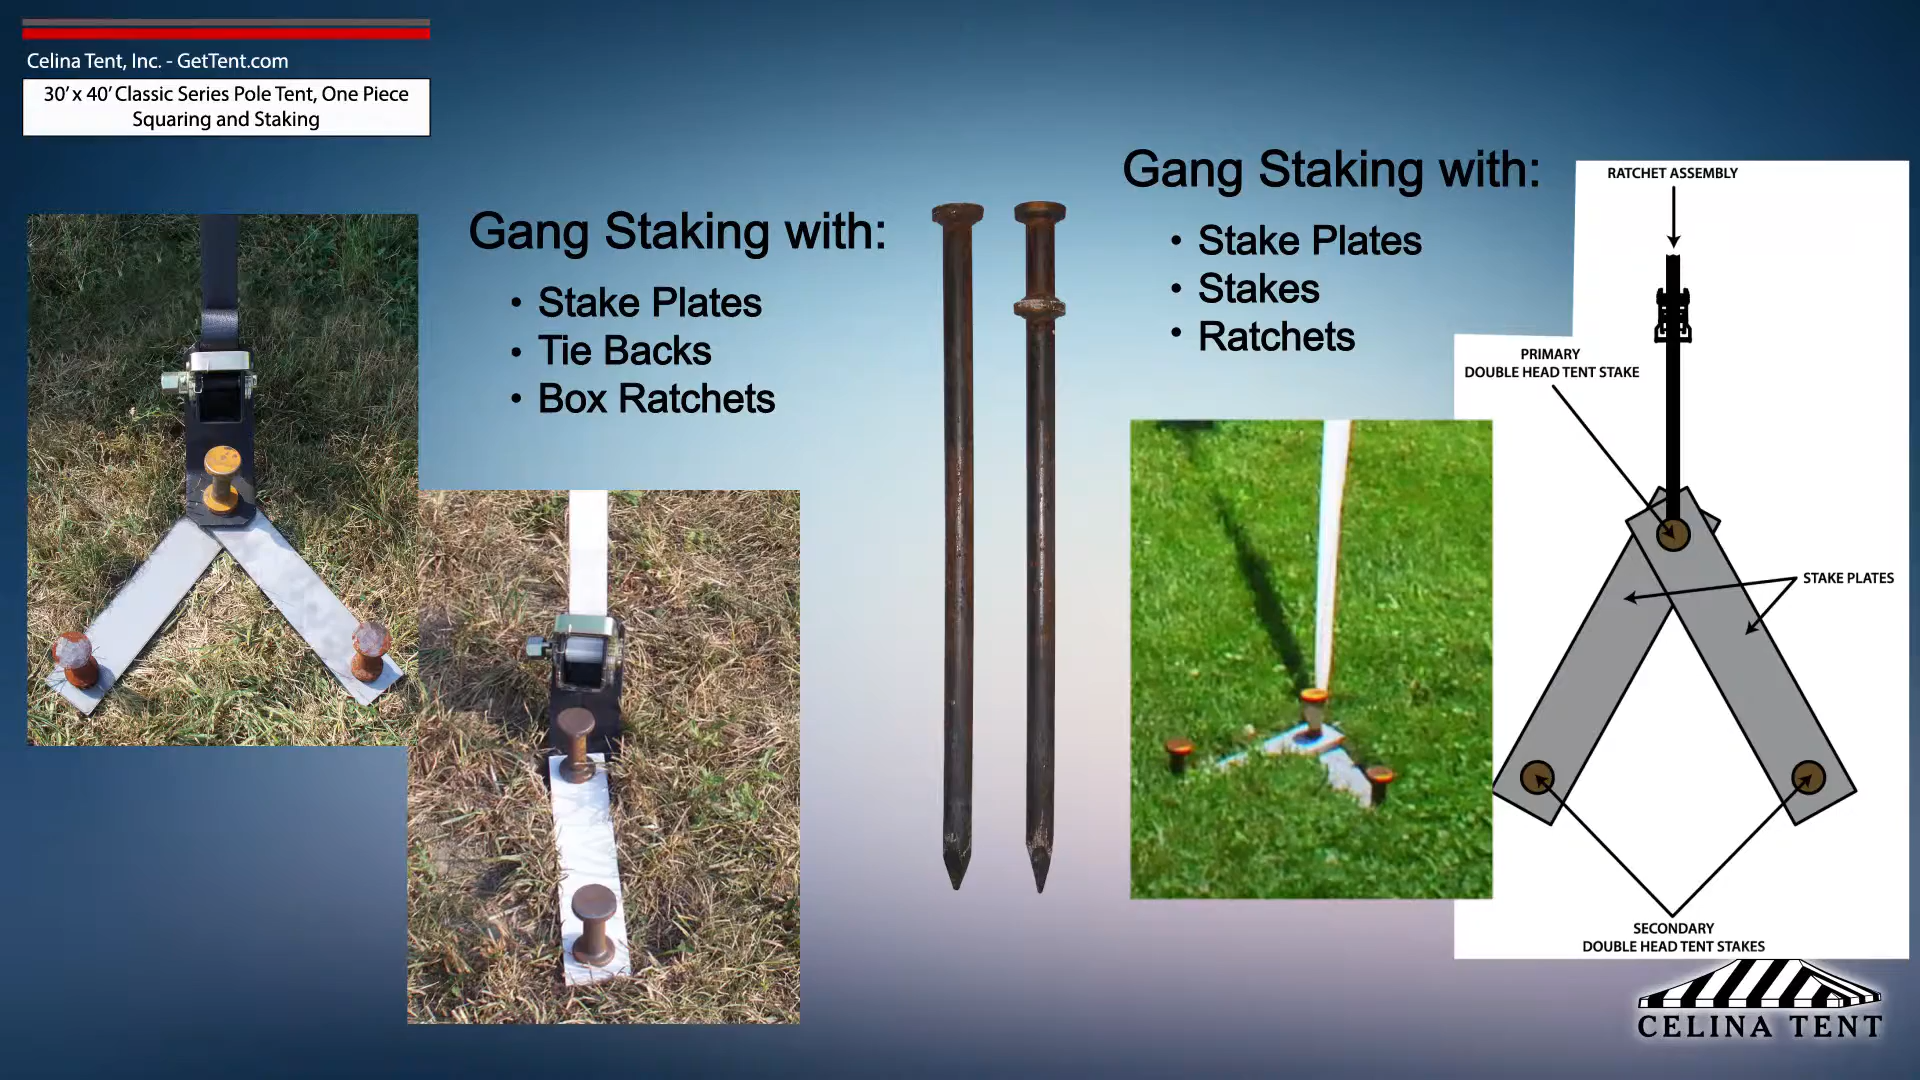 Celina Tent, Inc. - GetTent.com
30’ x 40’ Classic Series Pole Tent, One Piece
Squaring and Staking
Gang Staking with:
• Stake Plates
• Tie Backs
• Box Ratchets
Gang Staking with:
• Stake Plates
• Stakes
• Ratchets
RATCHET ASSEMBLY
PRIMARY
DOUBLE HEAD TENT STAKE
STAKE PLATES
SECONDARY
DOUBLE HEAD TENT STAKES
CELINA TENT